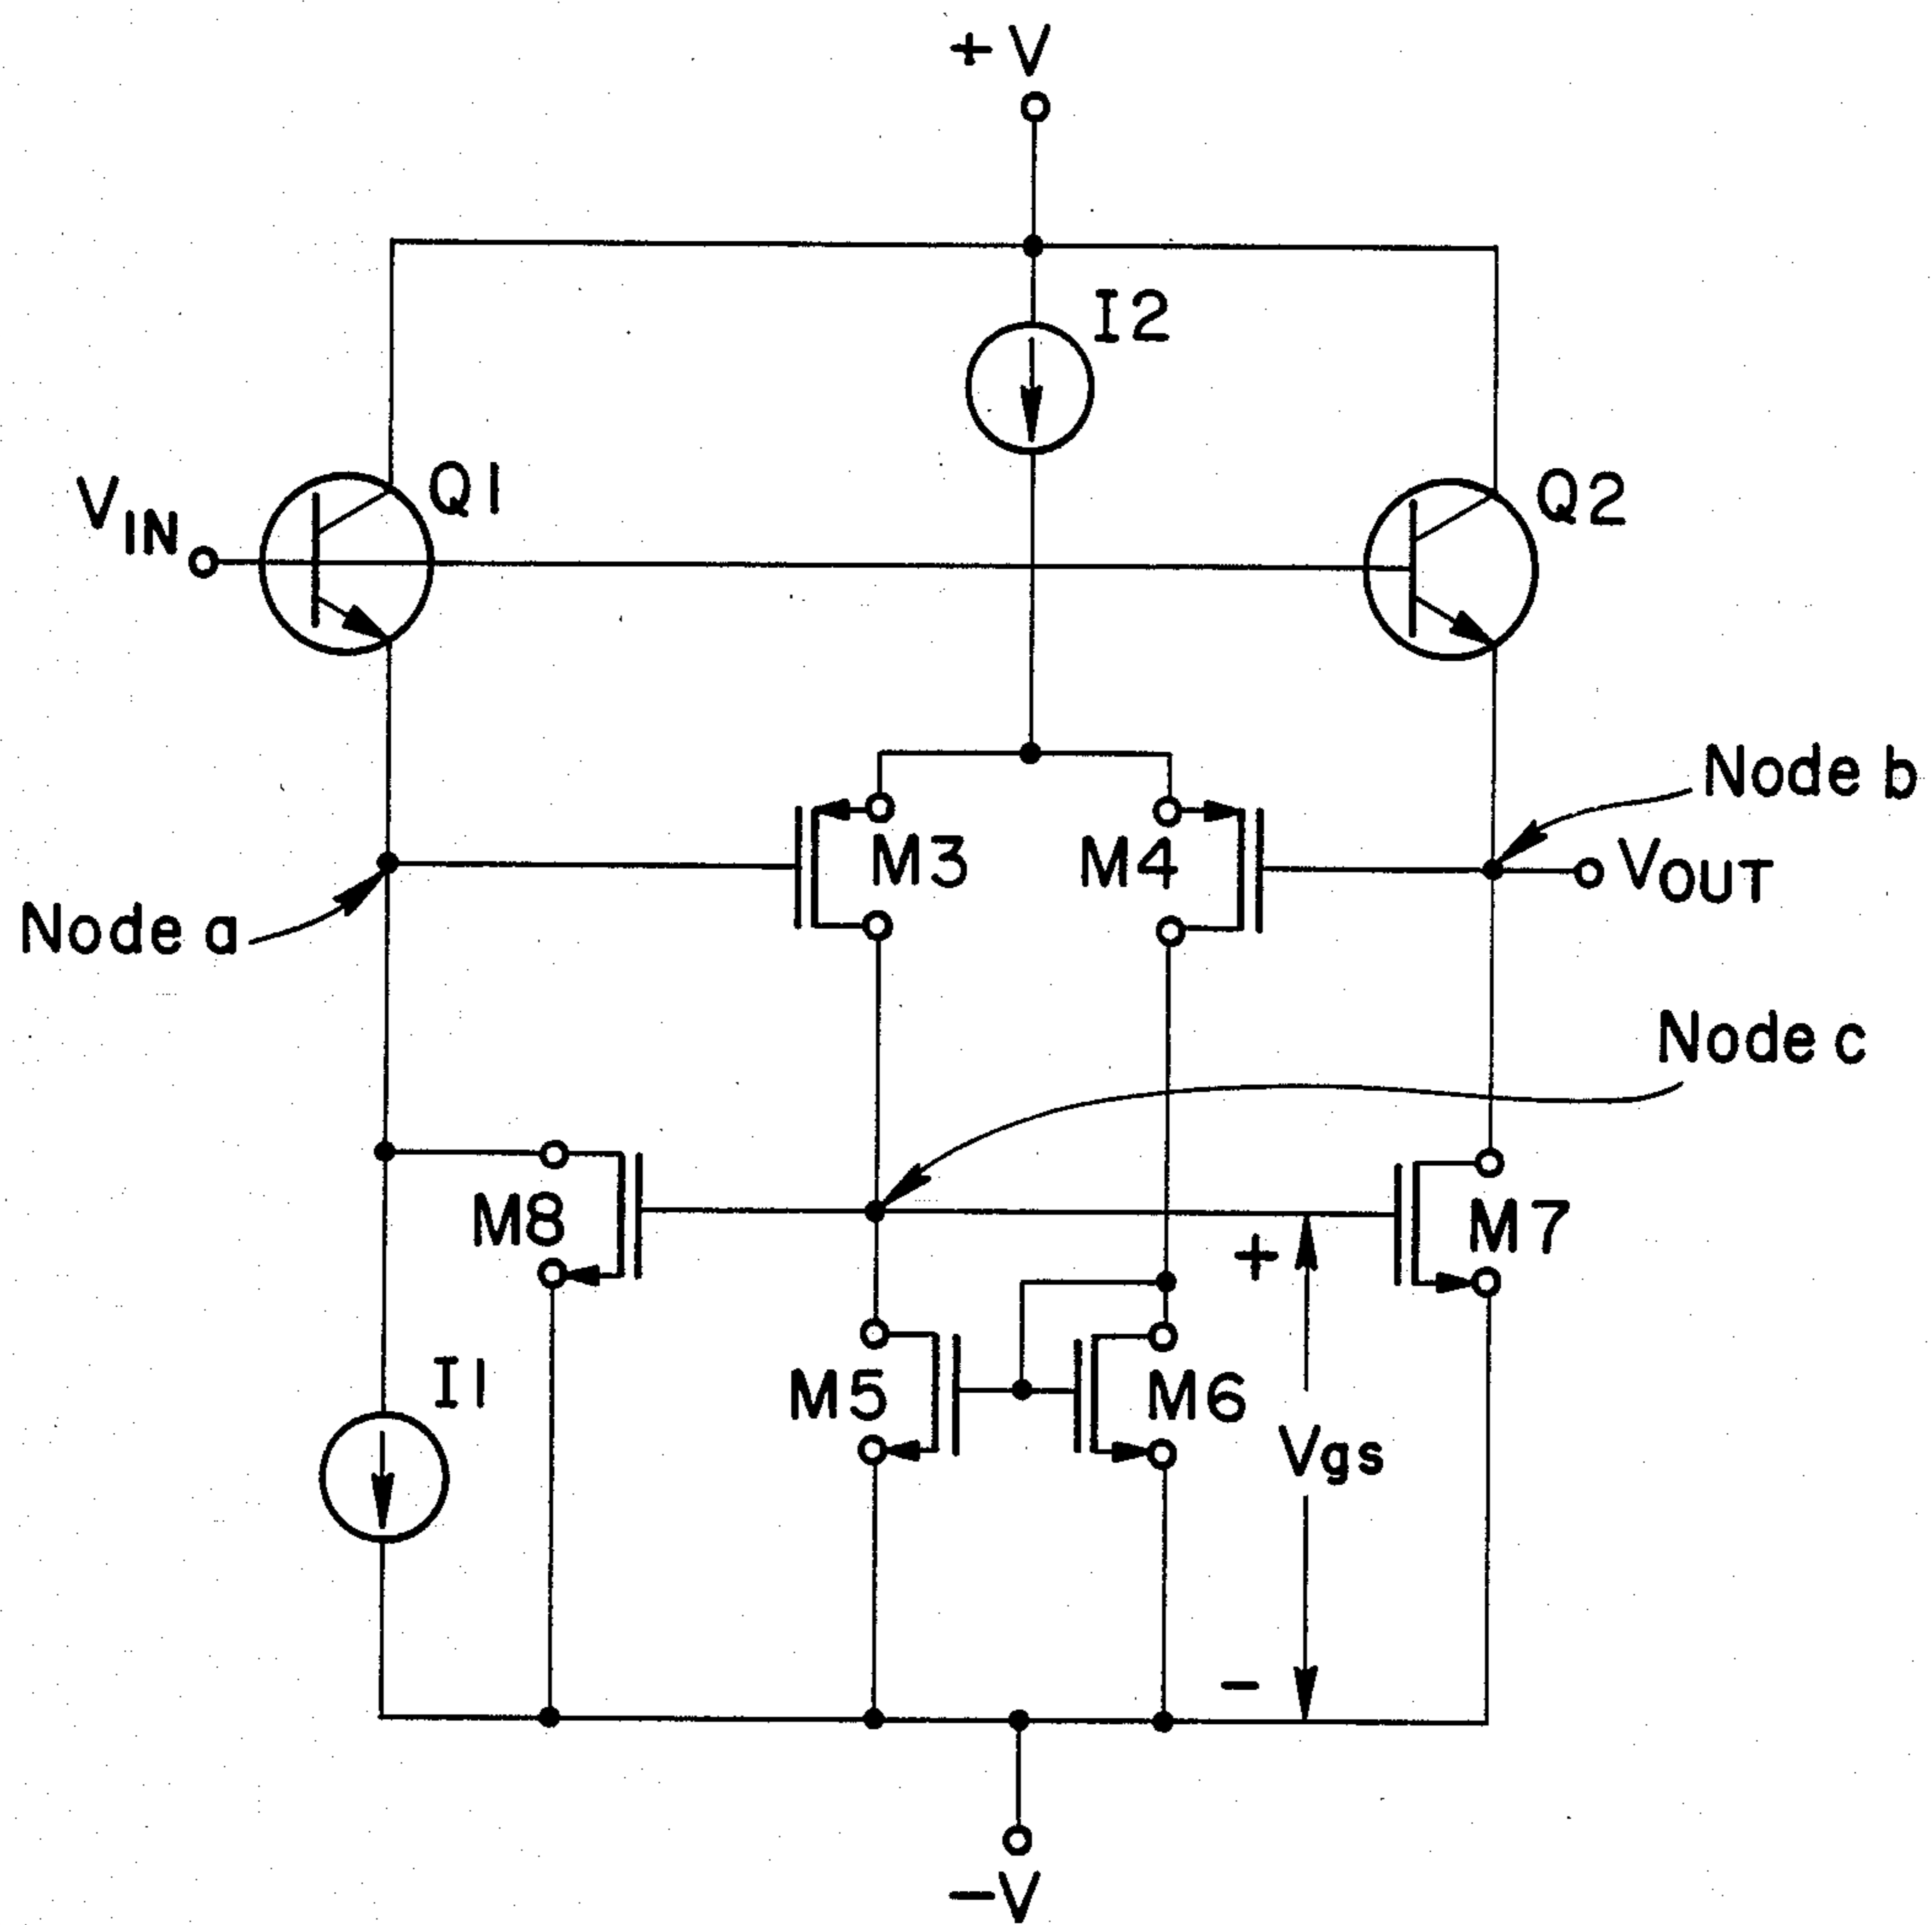 +V
I2
Q1
VIN
Q2
Node b
M3
M4
VOUT
Node a
Node c
M8
M7
+
I1
M5
M6
Vgs
-
-V